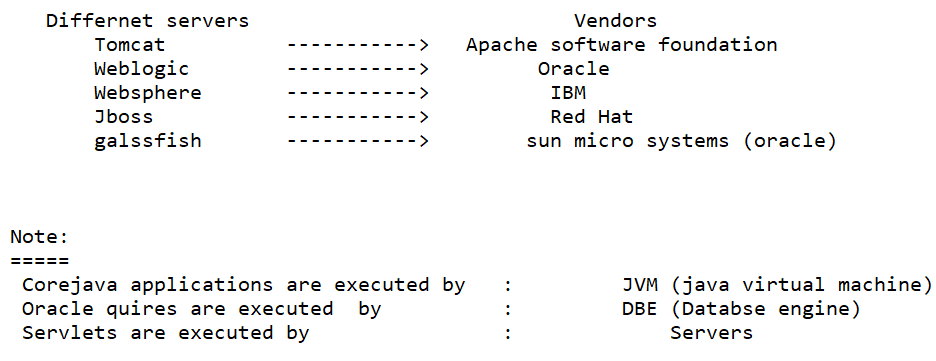 Differnet servers Vendors
Tomcat -----------> Apache software foundation
Weblogic -----------> Oracle
Websphere -----------> IBM
Jboss -----------> Red Hat
galssfish -----------> sun micro systems (oracle)
Note:
=====
Corejava applications are executed by : JVM (java virtual machine)
Oracle quires are executed by : DBE (Databse engine)
Servlets are executed by : Servers